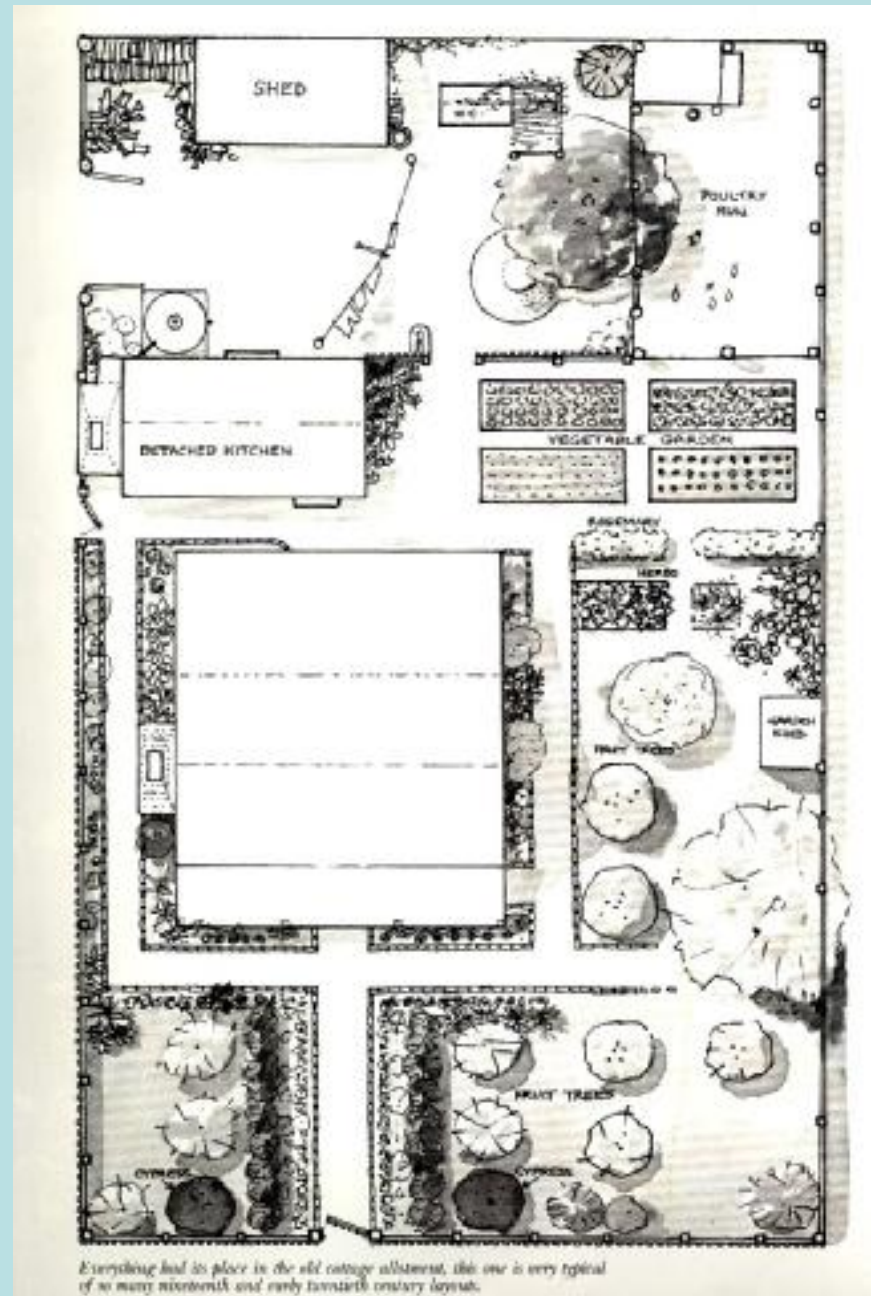 SHED
W.C.
POULTRY
RUN
DETACHED KITCHEN
VEGETABLE GARDEN
ROSEMARY
HERBS
GARDEN
SHED
FRUIT TREES
FRUIT TREES
CYPRESS
CYPRESS
Everything had its place in the old cottage allotment, this one is very typical
of so many nineteenth and early twentieth century layouts.